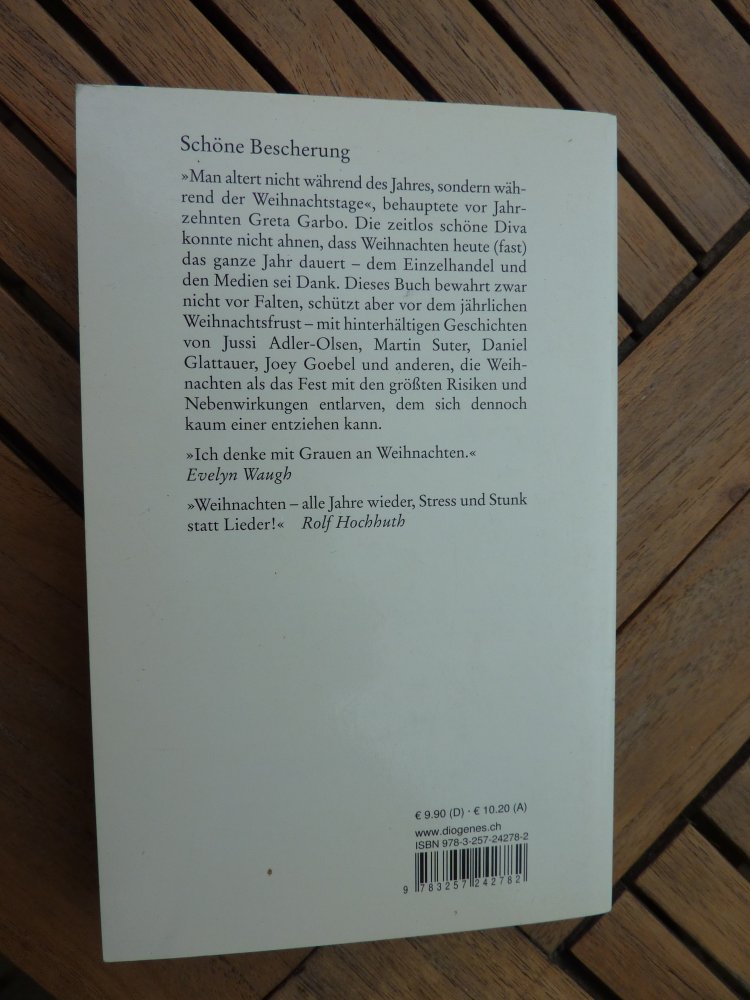 Schöne Bescherung
»Man altert nicht während des Jahres, sondern wäh-
rend der Weihnachtstage«, behauptete vor Jahr-
zehnten Greta Garbo. Die zeitlos schöne Diva
konnte nicht ahnen, dass Weihnachten heute (fast)
das ganze Jahr dauert – dem Einzelhandel und
den Medien sei Dank. Dieses Buch bewahrt zwar
nicht vor Falten, schützt aber vor dem jährlichen
Weihnachtsfrust – mit hinterhältigen Geschichten
von Jussi Adler-Olsen, Martin Suter, Daniel
Glattauer, Joey Goebel und anderen, die Weih-
nachten als das Fest mit den größten Risiken und
Nebenwirkungen entlarven, dem sich dennoch
kaum einer entziehen kann.
»Ich denke mit Grauen an Weihnachten.«
Evelyn Waugh
»Weihnachten – alle Jahre wieder, Stress und Stunk
statt Lieder!« Rolf Hochhuth
€ 9.90 (D) · € 10.20 (A)
www.diogenes.ch
ISBN 978-3-257-24278-2
9 783257 242782